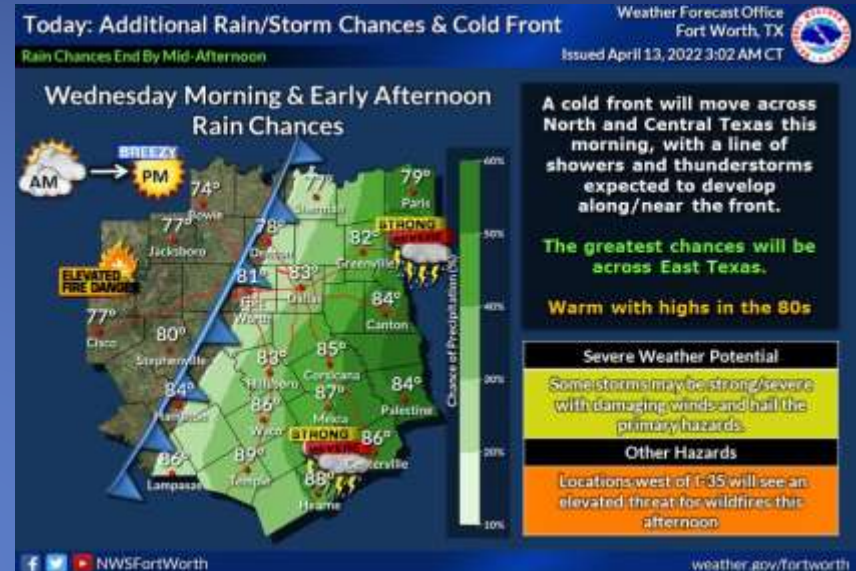 Today: Additional Rain/Storm Chances & Cold Front
Rain Chances End By Mid-Afternoon
Weather Forecast Office
Fort Worth, TX
Issued April 13, 2022 3:02 AM CT
Wednesday Morning & Early Afternoon
Rain Chances
AM
BREEZY
PM
74°
Bowie
77°
Sherman
79°
Paris
77°
Jacksboro
78°
Denton
82°
Greenville
STRONG
SEVERE
ELEVATED
FIRE DANGER
81°
Fort
Worth
83°
Dallas
84°
Canton
77°
Cisco
80°
Stephenville
83°
Hillsboro
85°
Corsicana
84°
Hamilton
86°
Waco
87°
Mexia
84°
Palestine
STRONG
SEVERE
86°
Centerville
86°
Lampasas
89°
Temple
88°
Hearne
Chance of Precipitation (%)
60%
50%
40%
30%
20%
10%
A cold front will move across
North and Central Texas this
morning, with a line of
showers and thunderstorms
expected to develop
along/near the front.
The greatest chances will be
across East Texas.
Warm with highs in the 80s
Severe Weather Potential
Some storms may be strong/severe
with damaging winds and hail the
primary hazards.
Other Hazards
Locations west of I-35 will see an
elevated threat for wildfires this
afternoon
NWSFortWorth
weather.gov/fortworth